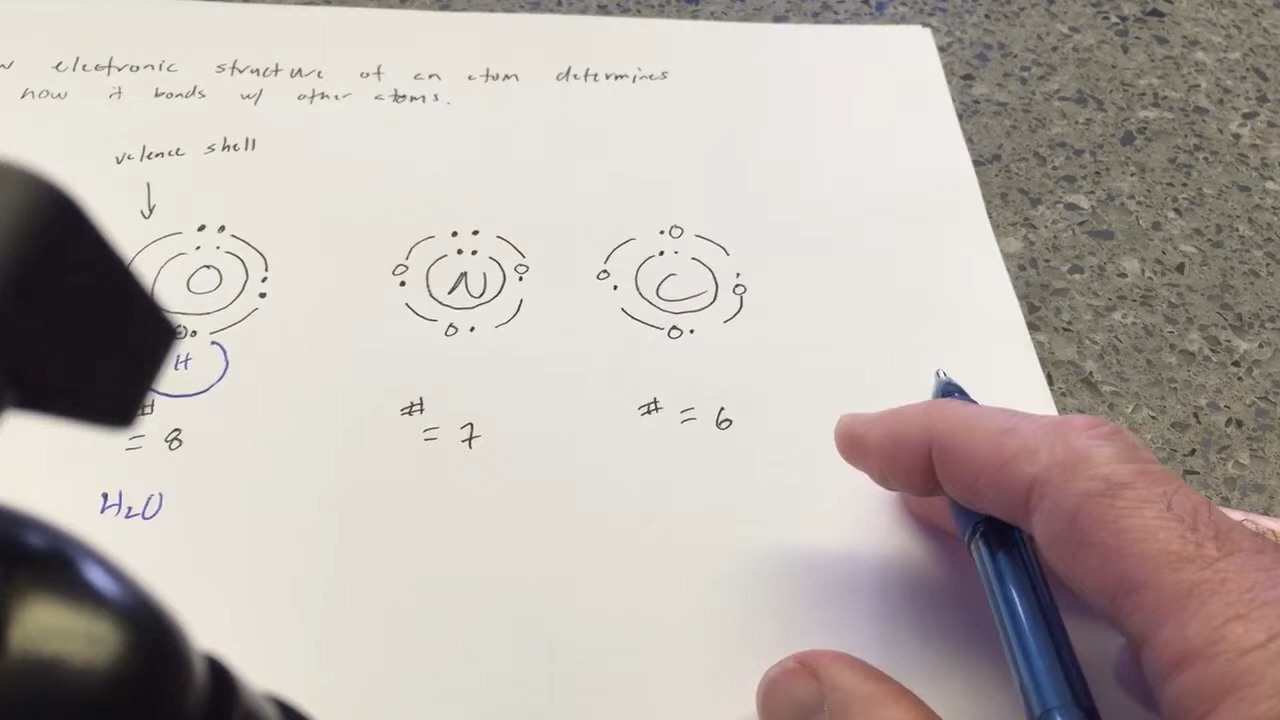 electronic structure of an atom determines
how it bonds w/ other atoms.
valence shell
O N C
H
# # # = 6
= 8 = 7
H₂O